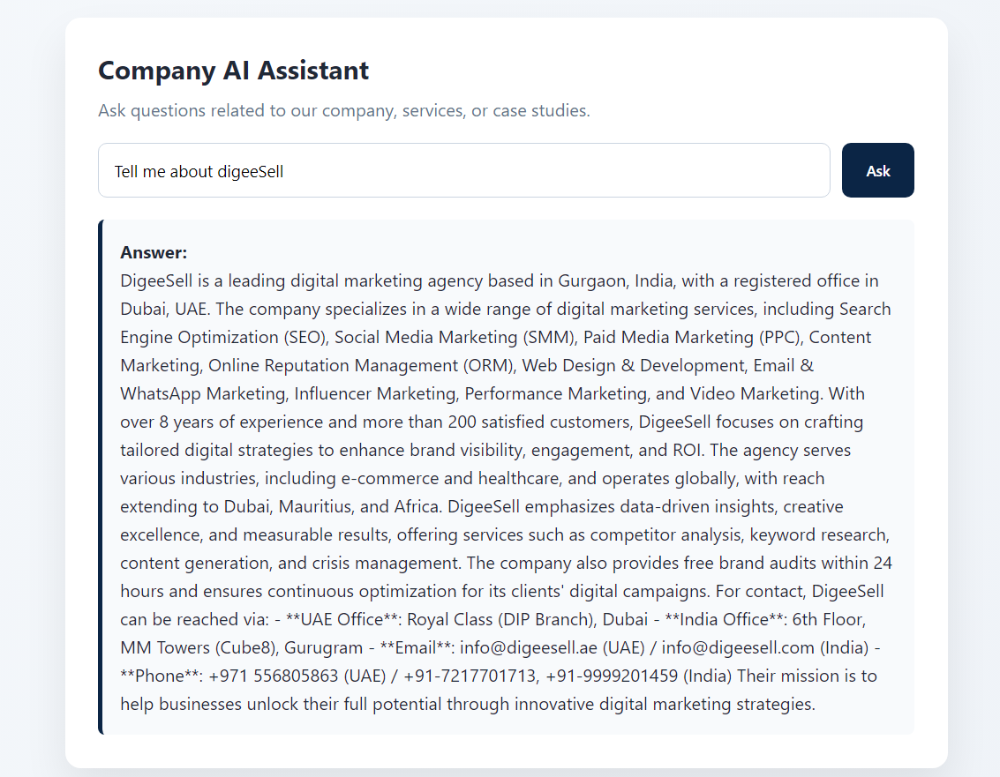 Company AI Assistant
Ask questions related to our company, services, or case studies.
Tell me about digeeSell
Ask
Answer:
DigeeSell is a leading digital marketing agency based in Gurgaon, India, with a registered office in
Dubai, UAE. The company specializes in a wide range of digital marketing services, including Search
Engine Optimization (SEO), Social Media Marketing (SMM), Paid Media Marketing (PPC), Content
Marketing, Online Reputation Management (ORM), Web Design & Development, Email &
WhatsApp Marketing, Influencer Marketing, Performance Marketing, and Video Marketing. With
over 8 years of experience and more than 200 satisfied customers, DigeeSell focuses on crafting
tailored digital strategies to enhance brand visibility, engagement, and ROI. The agency serves
various industries, including e-commerce and healthcare, and operates globally, with reach
extending to Dubai, Mauritius, and Africa. DigeeSell emphasizes data-driven insights, creative
excellence, and measurable results, offering services such as competitor analysis, keyword research,
content generation, and crisis management. The company also provides free brand audits within 24
hours and ensures continuous optimization for its clients' digital campaigns. For contact, DigeeSell
can be reached via: - **UAE Office**: Royal Class (DIP Branch), Dubai - **India Office**: 6th Floor,
MM Towers (Cube8), Gurugram - **Email**: info@digeesell.ae (UAE) / info@digeesell.com (India) -
**Phone**: +971 556805863 (UAE) / +91-7217701713, +91-9999201459 (India) Their mission is to
help businesses unlock their full potential through innovative digital marketing strategies.